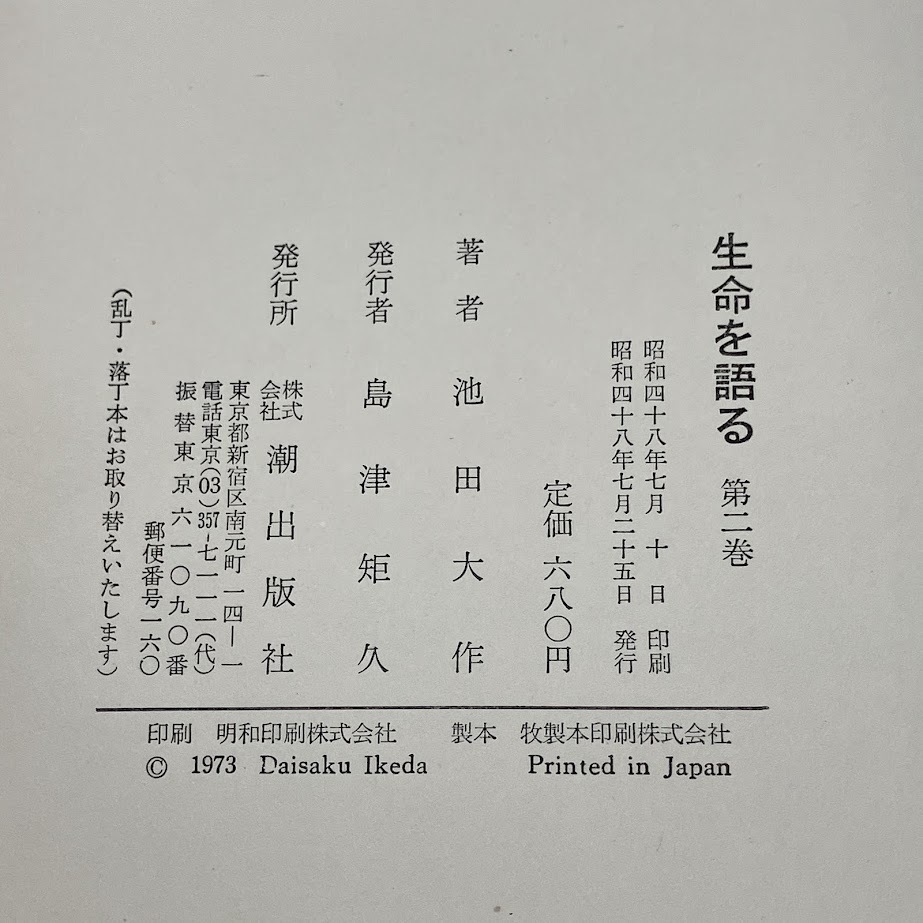 生命を語る 第二巻
昭和四十八年七月 十 日 印刷
昭和四十八年七月二十五日 発行
定価 六八〇円
著者 池田大作
発行者 島津矩久
発行所 株式会社 潮出版社
東京都新宿区南元町一四―一
電話東京(03)357-七一一一(代)
振替東京六一〇九〇番
郵便番号一六〇
(乱丁・落丁本はお取り替えいたします)
印刷 明和印刷株式会社 製本 牧製本印刷株式会社
© 1973 Daisaku Ikeda Printed in Japan